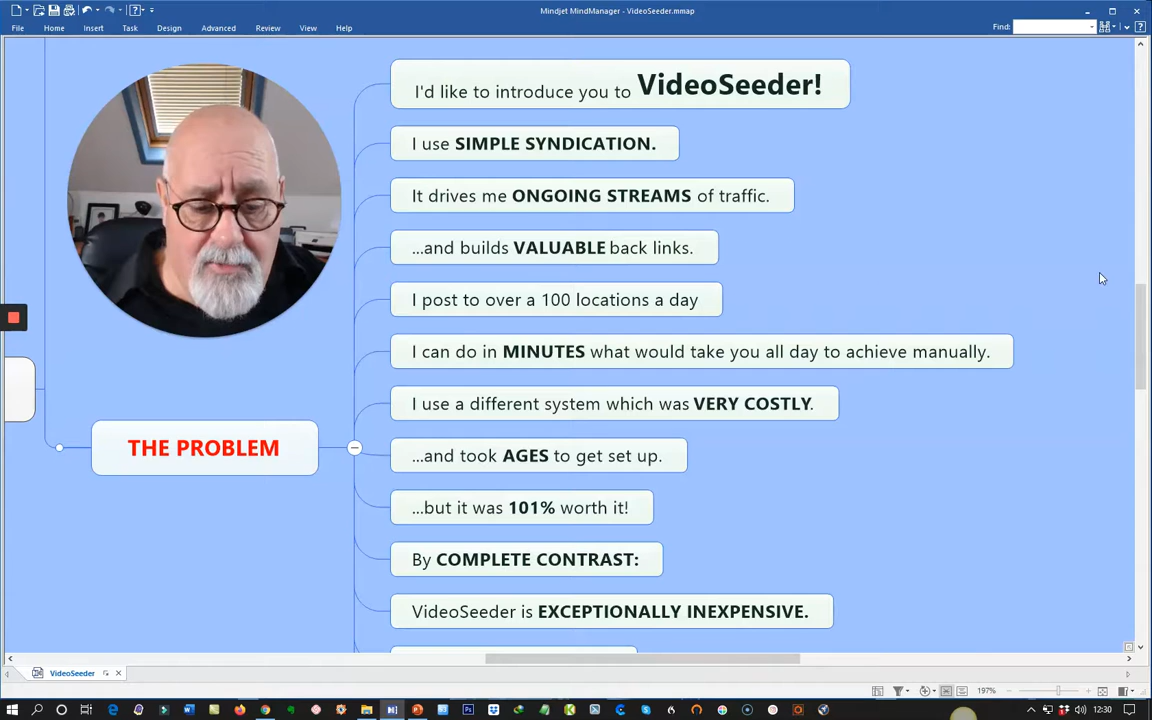 Mindjet MindManager - VideoSeeder.mmap
File Home Insert Task Design Advanced Review View Help
Find:
I'd like to introduce you to VideoSeeder!
I use SIMPLE SYNDICATION.
It drives me ONGOING STREAMS of traffic.
...and builds VALUABLE back links.
I post to over a 100 locations a day
I can do in MINUTES what would take you all day to achieve manually.
I use a different system which was VERY COSTLY.
THE PROBLEM
...and took AGES to get set up.
...but it was 101% worth it!
By COMPLETE CONTRAST:
VideoSeeder is EXCEPTIONALLY INEXPENSIVE.
VideoSeeder
197%
12:30